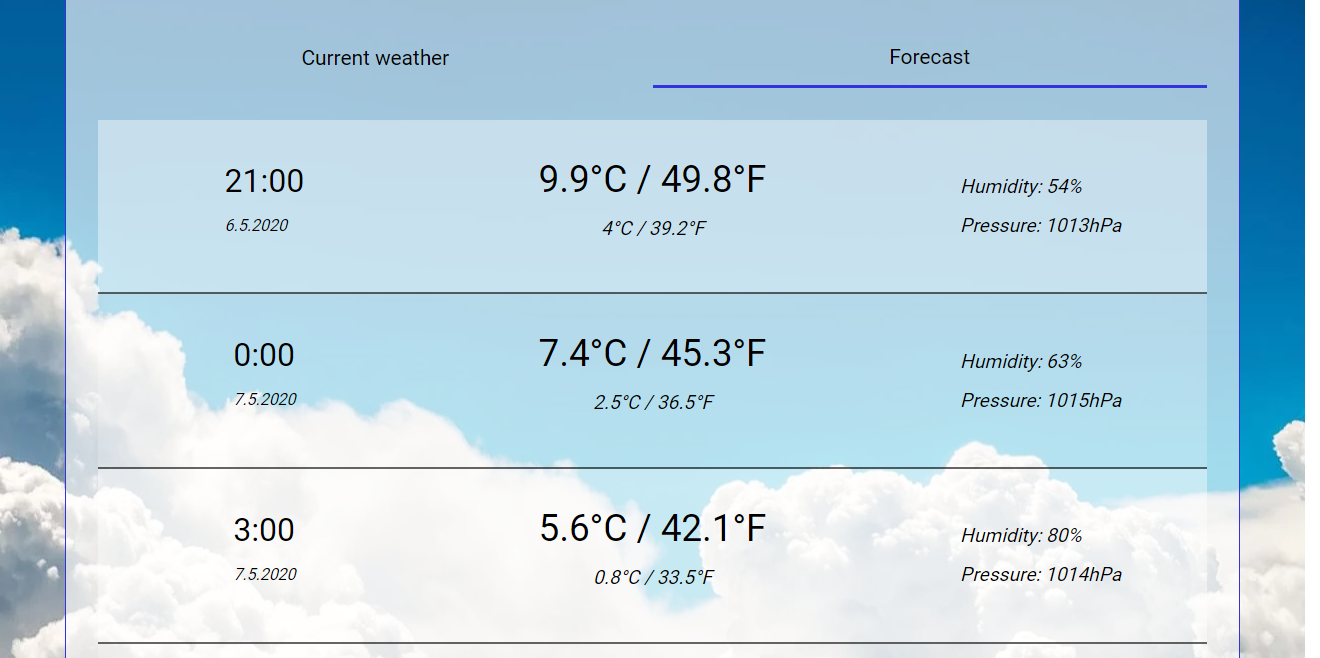 Current weather
Forecast
21:00
6.5.2020
9.9°C / 49.8°F
4°C / 39.2°F
Humidity: 54%
Pressure: 1013hPa
0:00
7.5.2020
7.4°C / 45.3°F
2.5°C / 36.5°F
Humidity: 63%
Pressure: 1015hPa
3:00
7.5.2020
5.6°C / 42.1°F
0.8°C / 33.5°F
Humidity: 80%
Pressure: 1014hPa